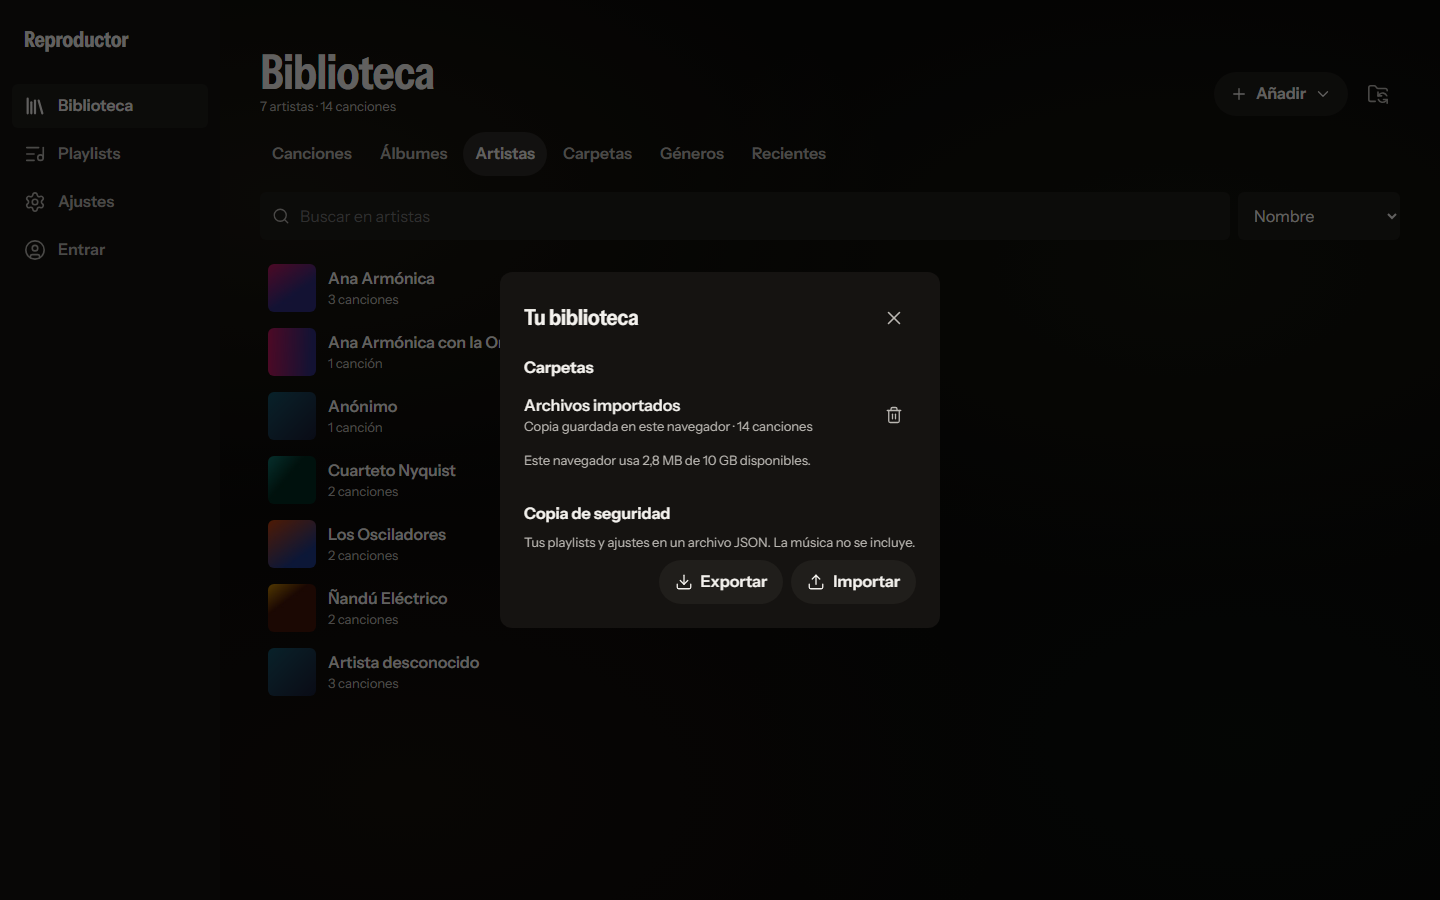 Reproductor
Biblioteca
Playlists
Ajustes
Entrar
Biblioteca
7 artistas · 14 canciones
Añadir
Canciones
Álbumes
Artistas
Carpetas
Géneros
Recientes
Buscar en artistas
Nombre
Ana Armónica
3 canciones
Ana Armónica con la
1 canción
Anónimo
1 canción
Cuarteto Nyquist
2 canciones
Los Osciladores
2 canciones
Ñandú Eléctrico
2 canciones
Artista desconocido
3 canciones
Tu biblioteca
Carpetas
Archivos importados
Copia guardada en este navegador · 14 canciones
Este navegador usa 2,8 MB de 10 GB disponibles.
Copia de seguridad
Tus playlists y ajustes en un archivo JSON. La música no se incluye.
Exportar
Importar